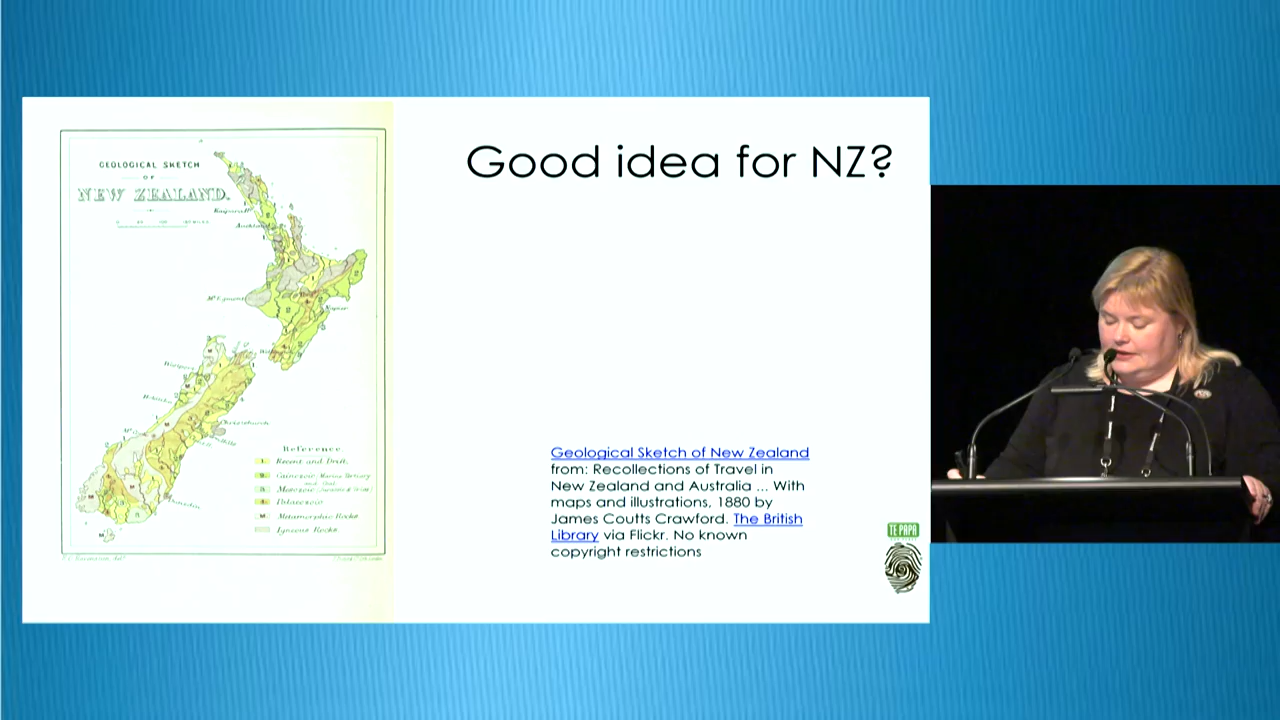 Good idea for NZ?
GEOLOGICAL SKETCH
OF
NEW ZEALAND.
Mt Egmont
Napier
Christchurch
Dunedin
Reference
Recent and Drift.
Metamorphic Rocks
Igneous Rocks
Geological Sketch of New Zealand
from: Recollections of Travel in
New Zealand and Australia ... With
maps and illustrations, 1880 by
James Coutts Crawford. The British
Library via Flickr. No known
copyright restrictions
TE PAPA